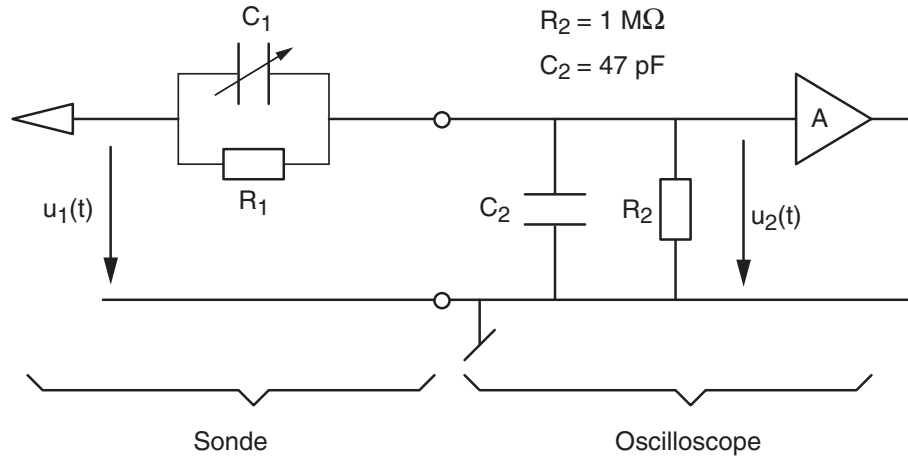 C₁
R₂ = 1 MΩ
C₂ = 47 pF
A
u₁(t)
R₁
C₂
R₂
u₂(t)
Sonde
Oscilloscope